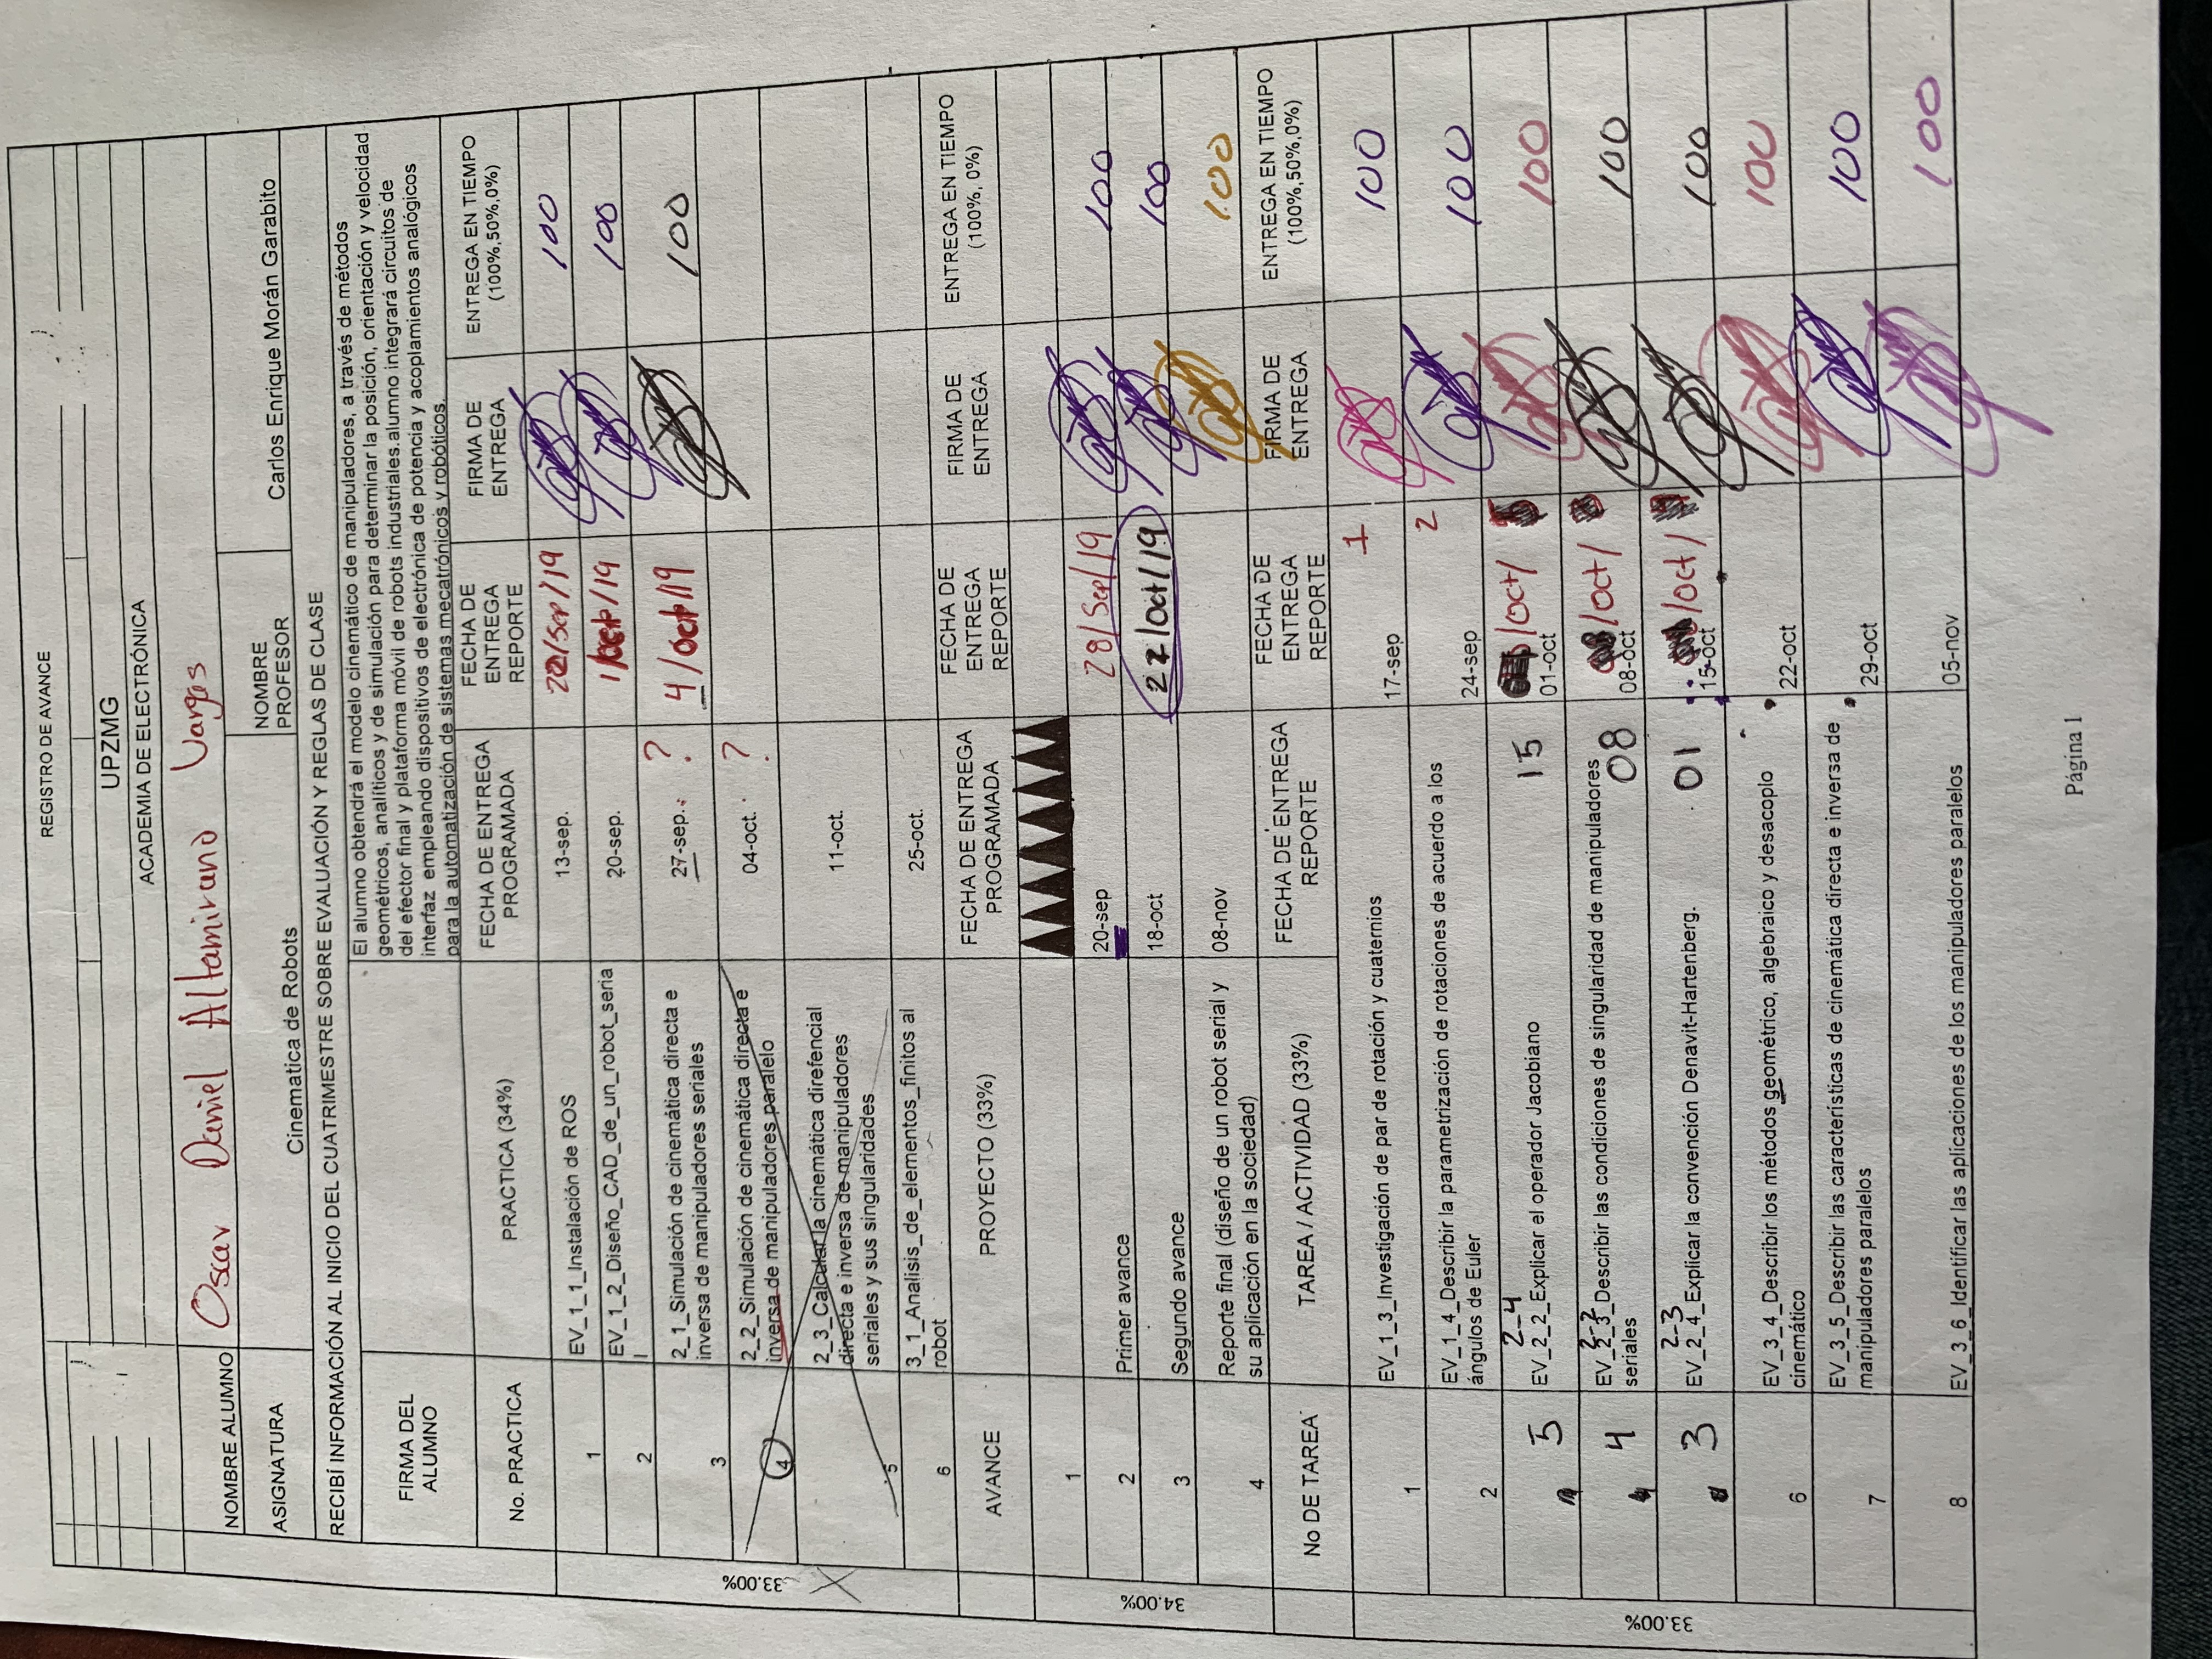 REGISTRO DE AVANCE
UPZMG
ACADEMIA DE ELECTRÓNICA
NOMBRE ALUMNO Oscar Daniel Altamirano Vargas
ASIGNATURA Cinematica de Robots NOMBRE PROFESOR Carlos Enrique Morán Garabito
RECIBÍ INFORMACIÓN AL INICIO DEL CUATRIMESTRE SOBRE EVALUACIÓN Y REGLAS DE CLASE
FIRMA DEL ALUMNO
El alumno obtendrá el modelo cinemático de manipuladores, a través de métodos
geométricos, analíticos y de simulación para determinar la posición, orientación y velocidad
del efector final y plataforma móvil de robots industriales.alumno integrará circuitos de
interfaz empleando dispositivos de electrónica de potencia y acoplamientos analógicos
para la automatización de sistemas mecatrónicos y robóticos.
No. PRACTICA PRACTICA (34%) FECHA DE ENTREGA PROGRAMADA FECHA DE ENTREGA REPORTE FIRMA DE ENTREGA ENTREGA EN TIEMPO (100%,50%,0%)
33.00%
X
1 EV_1_1_Instalación de ROS 13-sep. 22/Sep/19 100
2 EV_1_2_Diseño_CAD_de_un_robot_seria
l 20-sep. 1/oct/19 100
3 2_1_Simulación de cinemática directa e
inversa de manipuladores seriales 27-sep. ? 4/oct/19 100
4 2_2_Simulación de cinemática directa e
inversa de manipuladores paralelo 04-oct. ?
5 2_3_Calcular la cinemática direfencial
directa e inversa de manipuladores
seriales y sus singularidades 11-oct.
6 3_1_Analisis_de_elementos_finitos al
robot 25-oct.
AVANCE PROYECTO (33%) FECHA DE ENTREGA PROGRAMADA FECHA DE ENTREGA REPORTE FIRMA DE ENTREGA ENTREGA EN TIEMPO (100%, 0%)
34.00%
1
2 Primer avance 20-sep 28/Sep/19 100
3 Segundo avance 18-oct 22/Oct/19 100
4 Reporte final (diseño de un robot serial y
su aplicación en la sociedad) 08-nov 100
No DE TAREA TAREA / ACTIVIDAD (33%) FECHA DE ENTREGA REPORTE FECHA DE ENTREGA REPORTE FIRMA DE ENTREGA ENTREGA EN TIEMPO (100%,50%,0%)
33.00%
1 EV_1_3_Investigación de par de rotación y cuaternios 1 17-sep 100
2 EV_1_4_Describir la parametrización de rotaciones de acuerdo a los
ángulos de Euler 2 24-sep 100
2-4
5 EV_2_2_Explicar el operador Jacobiano 15 /oct/ 01-oct 100
2-2
4 EV_2_3_Describir las condiciones de singularidad de manipuladores
seriales 08 /oct/ 08-oct 100
2-3
3 EV_2_4_Explicar la convención Denavit-Hartenberg. 01 /oct/ 15-oct 100
6 EV_3_4_Describir los métodos geométrico, algebraico y desacoplo
cinemático 22-oct 100
7 EV_3_5_Describir las características de cinemática directa e inversa de
manipuladores paralelos 29-oct 100
8 EV_3_6_Identificar las aplicaciones de los manipuladores paralelos 05-nov 100
Página 1